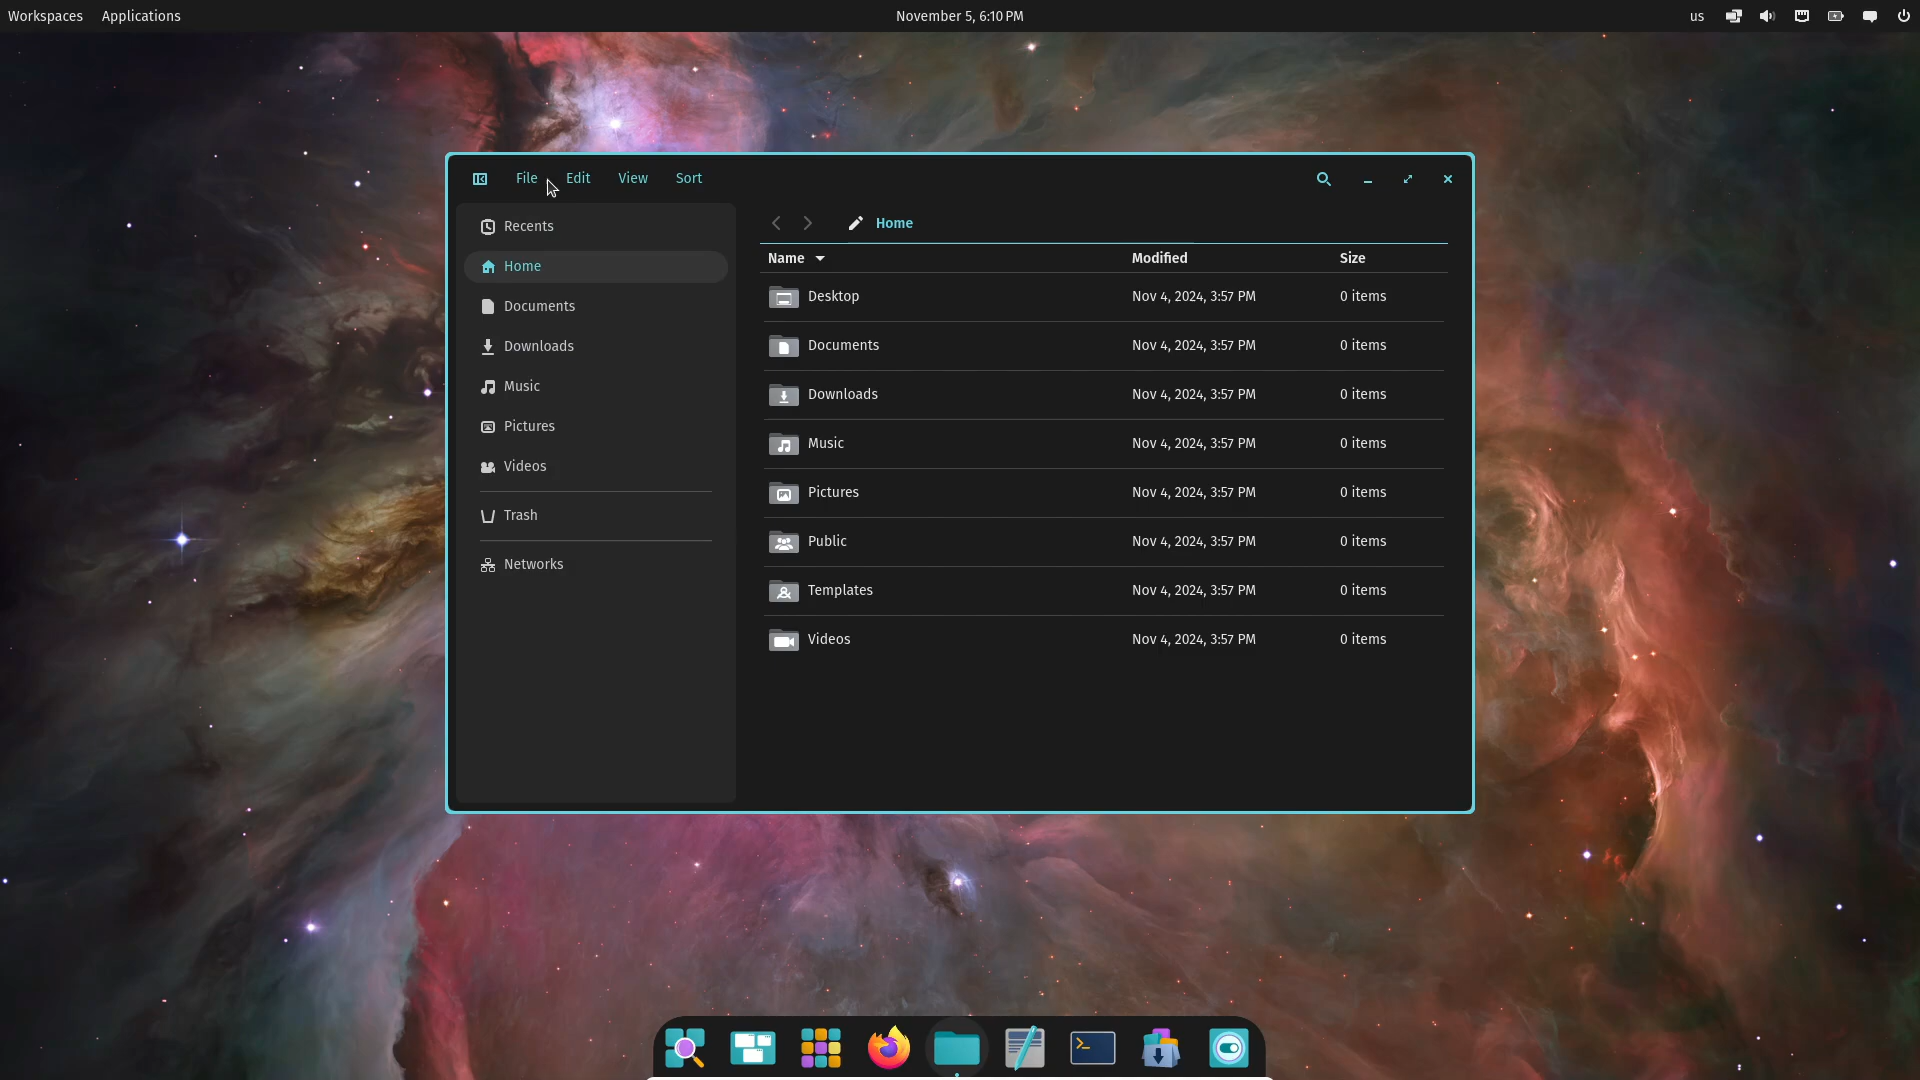 Workspaces Applications November 5, 6:10 PM us
File Edit View Sort
Recents
Home
Documents
Downloads
Music
Pictures
Videos
Trash
Networks
Home
Name Modified Size
Desktop Nov 4, 2024, 3:57 PM 0 items
Documents Nov 4, 2024, 3:57 PM 0 items
Downloads Nov 4, 2024, 3:57 PM 0 items
Music Nov 4, 2024, 3:57 PM 0 items
Pictures Nov 4, 2024, 3:57 PM 0 items
Public Nov 4, 2024, 3:57 PM 0 items
Templates Nov 4, 2024, 3:57 PM 0 items
Videos Nov 4, 2024, 3:57 PM 0 items